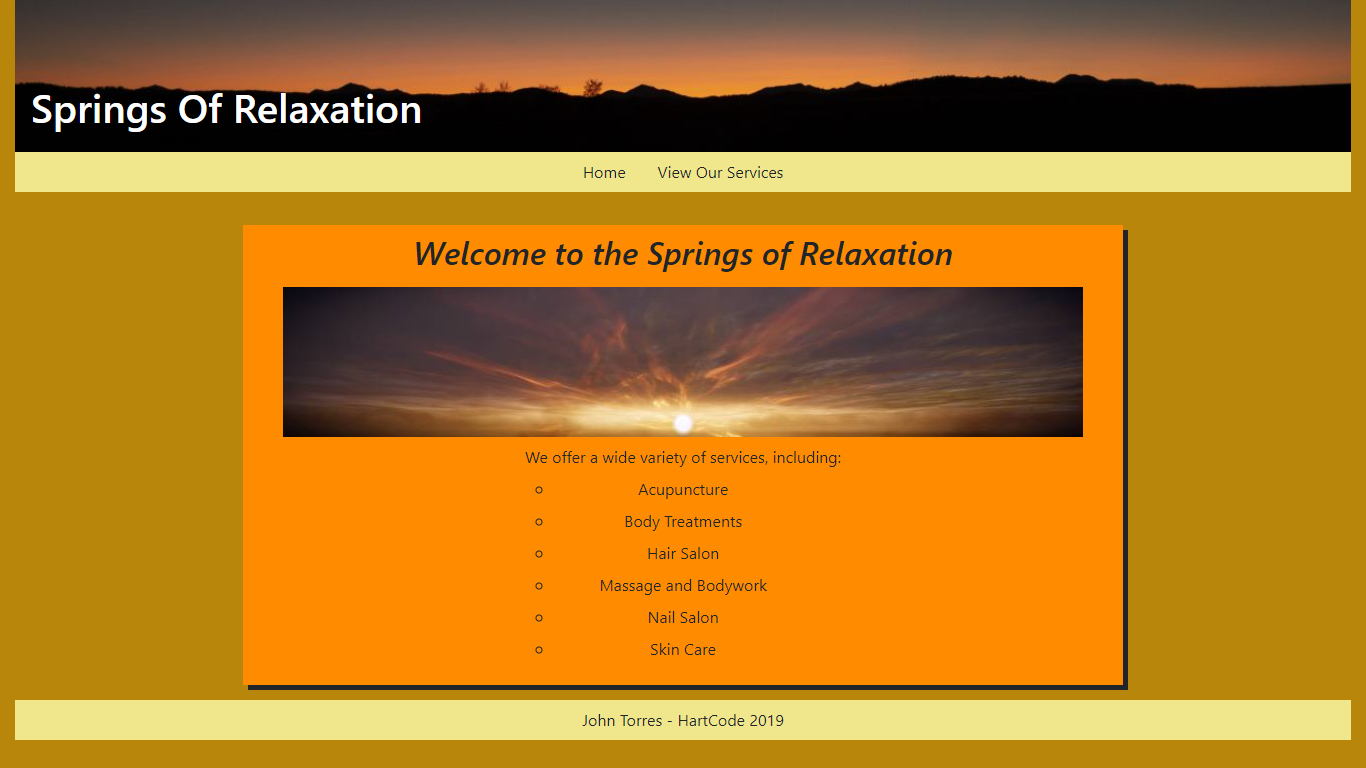 Springs Of Relaxation
Home View Our Services
Welcome to the Springs of Relaxation
We offer a wide variety of services, including:
Acupuncture
Body Treatments
Hair Salon
Massage and Bodywork
Nail Salon
Skin Care
John Torres - HartCode 2019